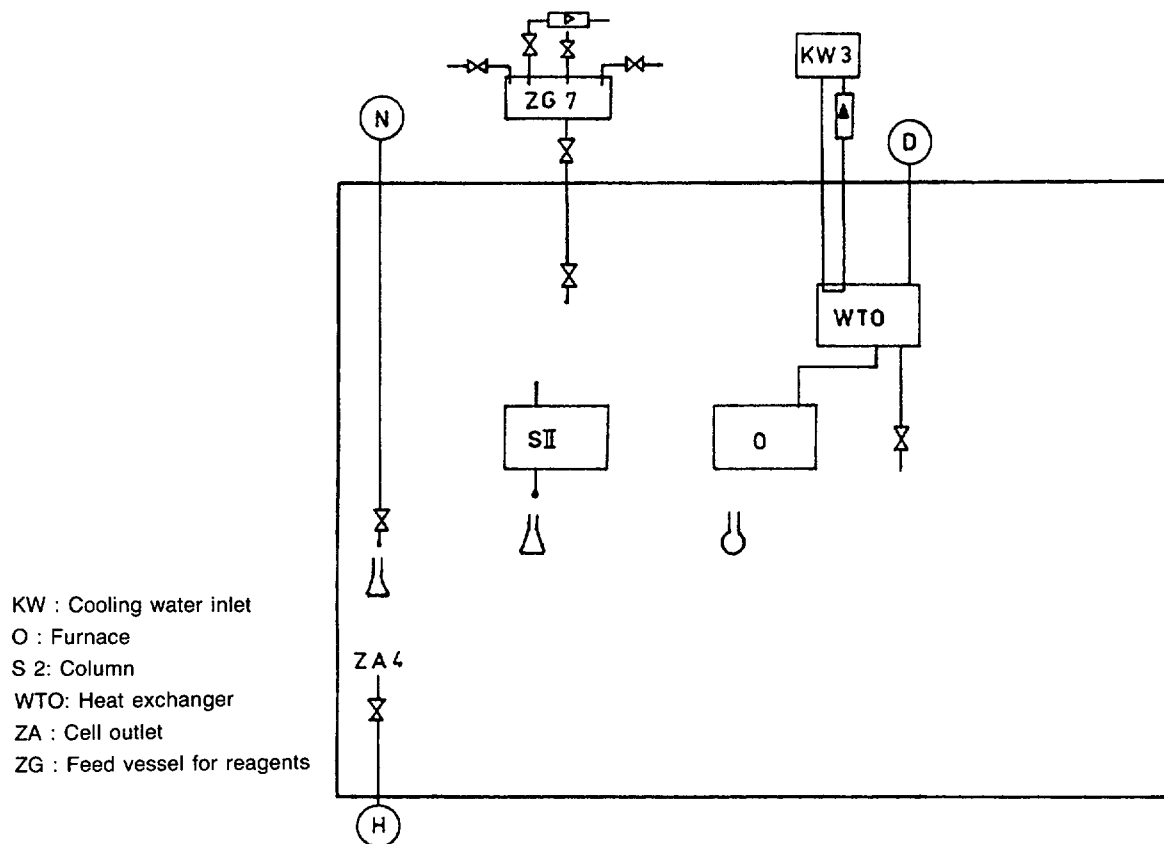 KW 3
ZG 7
N
D
WTO
SII
O
ZA 4
H
KW : Cooling water inlet
O : Furnace
S 2: Column
WTO: Heat exchanger
ZA : Cell outlet
ZG : Feed vessel for reagents